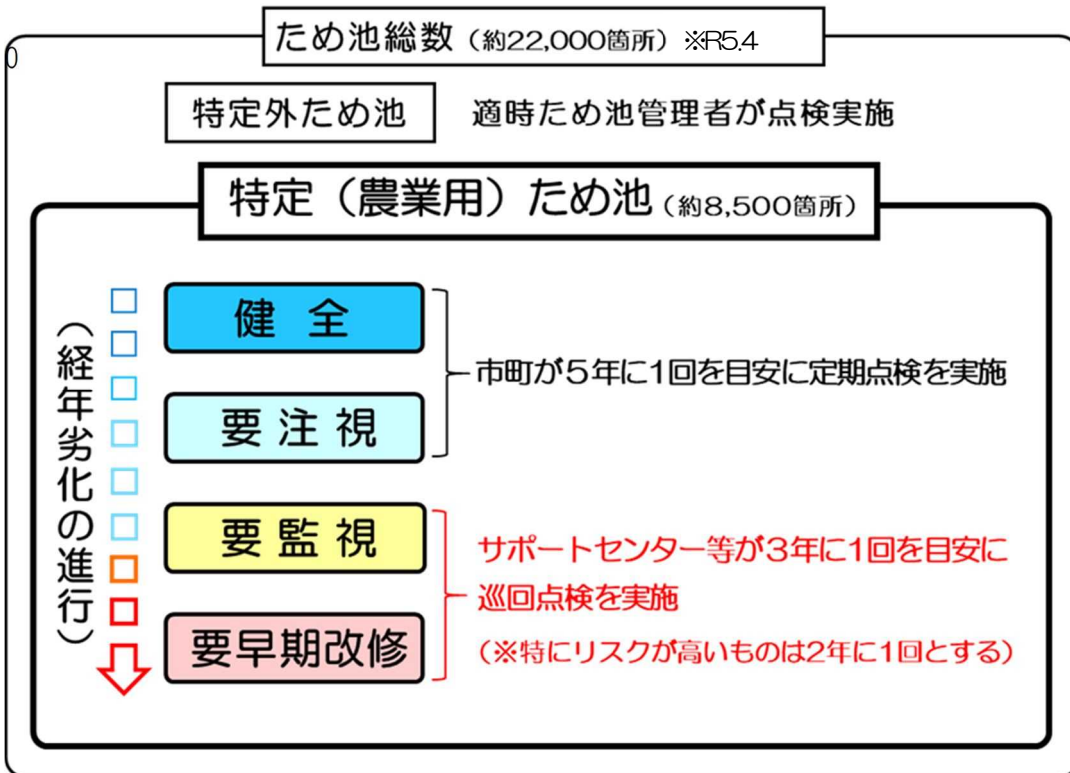 ため池総数（約22,000箇所）※R5.4
0
特定外ため池　適時ため池管理者が点検実施
特定（農業用）ため池（約8,500箇所）
（経年劣化の進行）
健 全
市町が5年に1回を目安に定期点検を実施
要 注 視
要 監 視
サポートセンター等が3年に1回を目安に
巡回点検を実施
要早期改修
（※特にリスクが高いものは2年に1回とする）